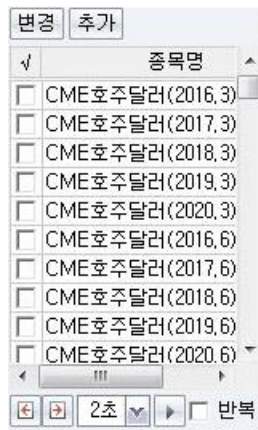 변경 추가
√ 종목명
CME호주달러(2016,3)
CME호주달러(2017,3)
CME호주달러(2018,3)
CME호주달러(2019,3)
CME호주달러(2020,3)
CME호주달러(2016,6)
CME호주달러(2017,6)
CME호주달러(2018,6)
CME호주달러(2019,6)
CME호주달러(2020,6)
2초 반복